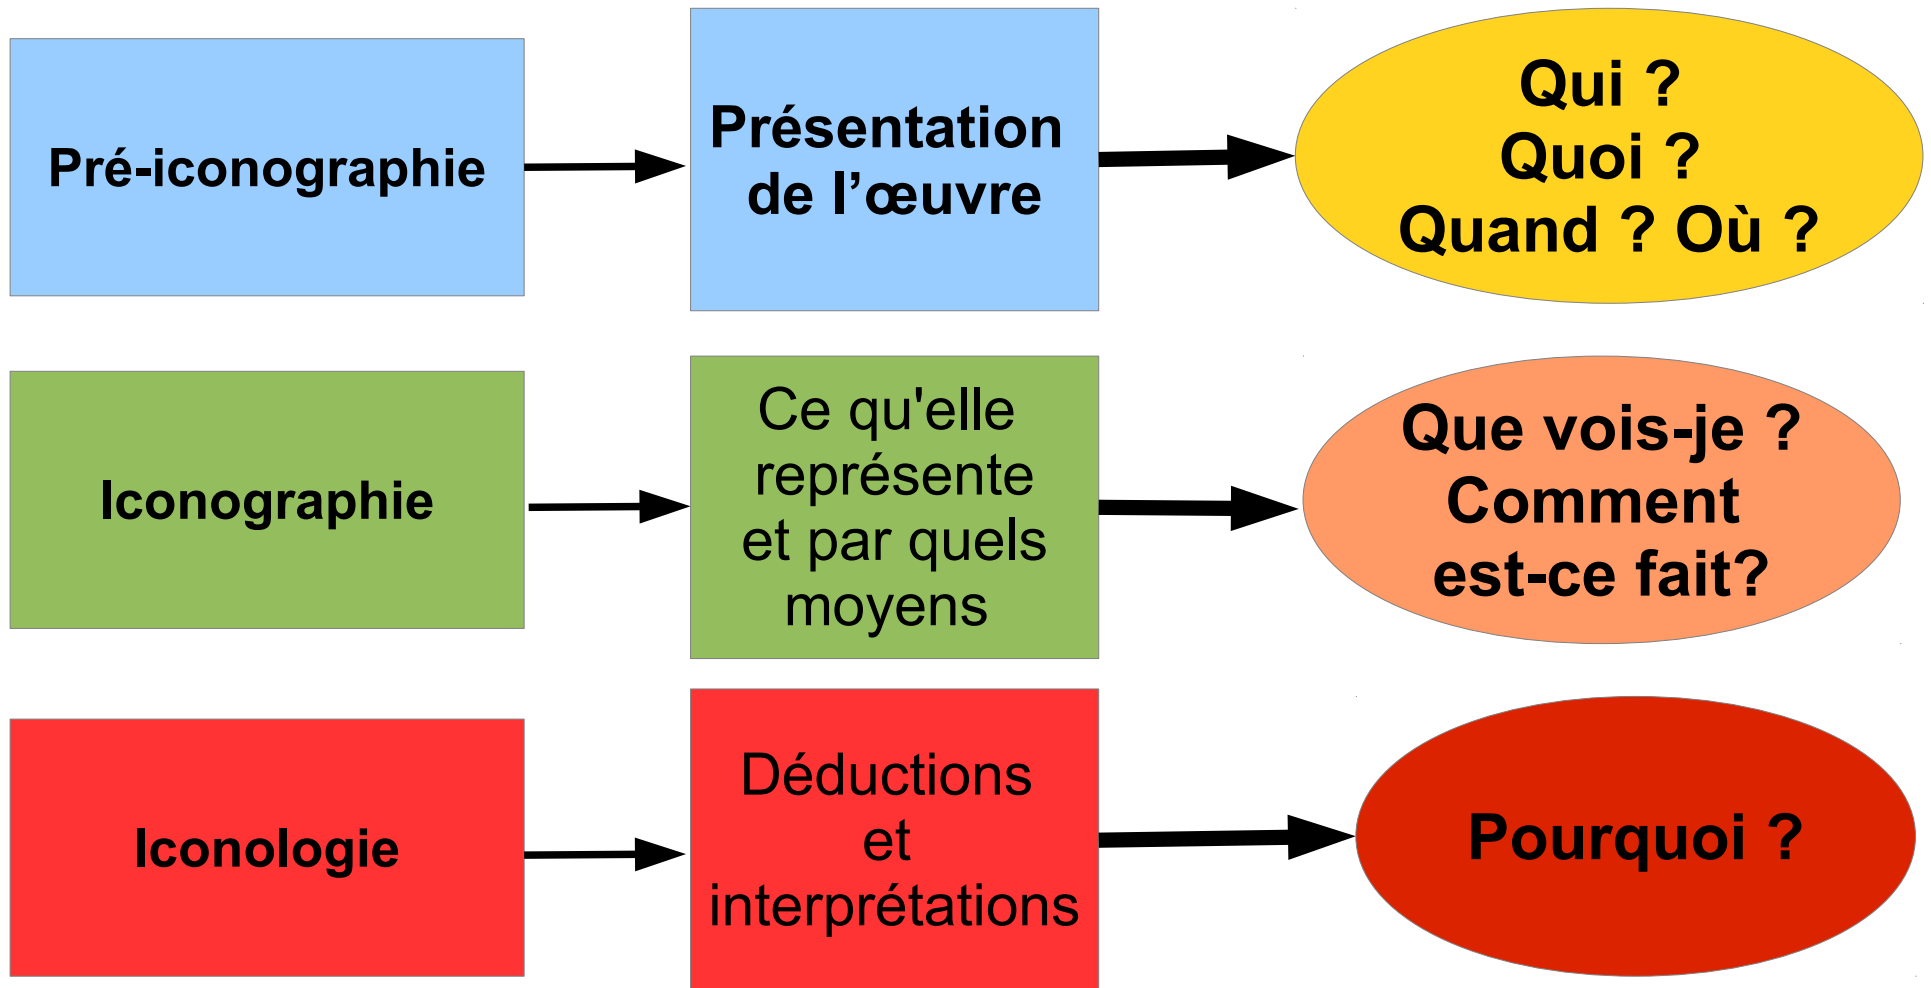 Pré-iconographie
Présentation
de l’œuvre
Qui ?
Quoi ?
Quand ? Où ?
Iconographie
Ce qu'elle
représente
et par quels
moyens
Que vois-je ?
Comment
est-ce fait?
Iconologie
Déductions
et
interprétations
Pourquoi ?